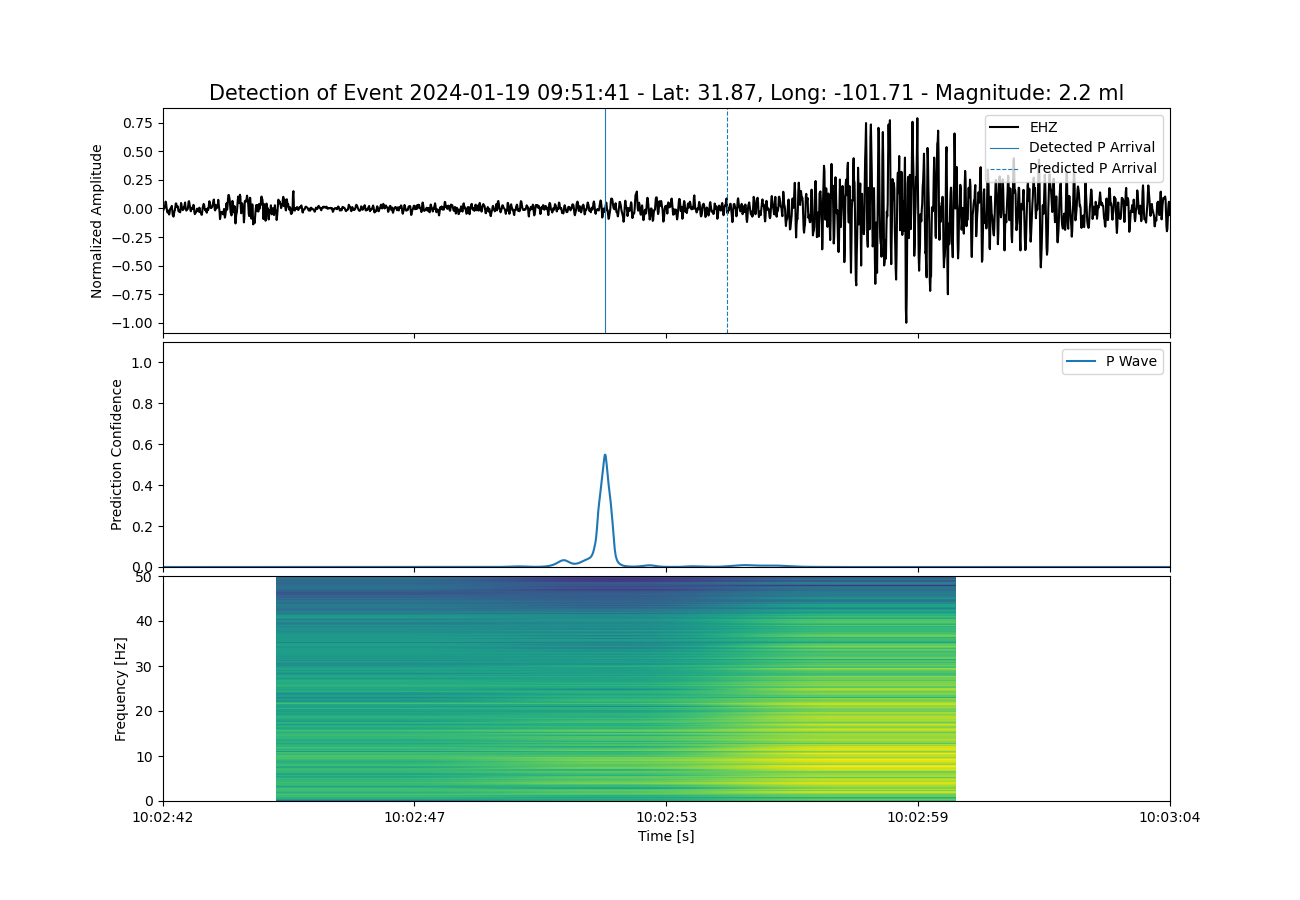 Detection of Event 2024-01-19 09:51:41 - Lat: 31.87, Long: -101.71 - Magnitude: 2.2 ml
Normalized Amplitude
0.75
0.50
0.25
0.00
−0.25
−0.50
−0.75
−1.00
EHZ
Detected P Arrival
Predicted P Arrival
Prediction Confidence
1.0
0.8
0.6
0.4
0.2
0.0
P Wave
Frequency [Hz]
50
40
30
20
10
0
10:02:42
10:02:47
10:02:53
10:02:59
10:03:04
Time [s]